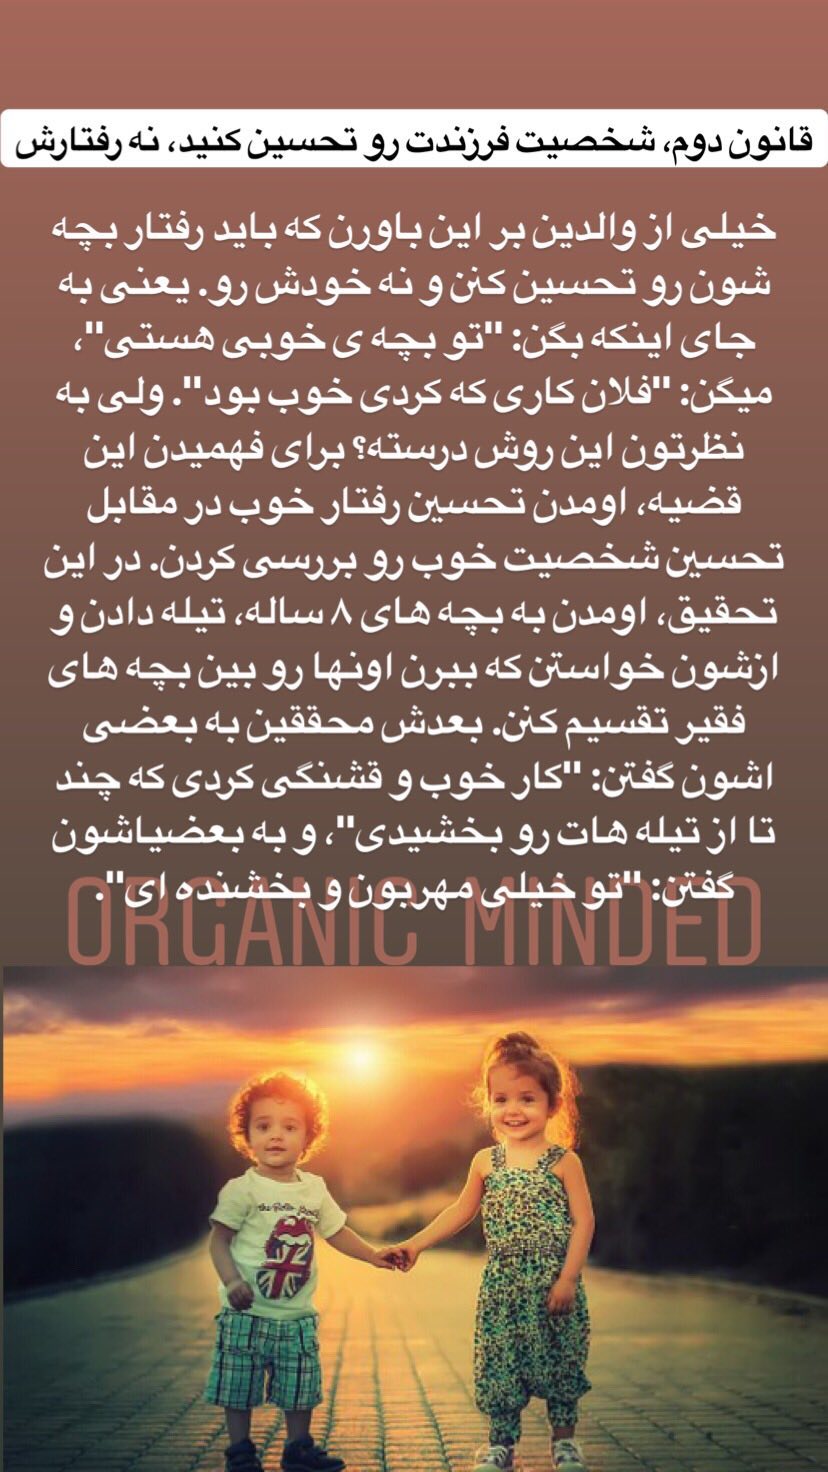 قانون دوم، شخصیت فرزندت رو تحسین کنید، نه رفتارش
خیلی از والدین بر این باورن که باید رفتار بچه
شون رو تحسین کنن و نه خودش رو. یعنی به
جای اینکه بگن: "تو بچه ی خوبی هستی"،
میگن: "فلان کاری که کردی خوب بود". ولی به
نظرتون این روش درسته؟ برای فهمیدن این
قضیه، اومدن تحسین رفتار خوب در مقابل
تحسین شخصیت خوب رو بررسی کردن. در این
تحقیق، اومدن به بچه های ۸ ساله، تیله دادن و
ازشون خواستن که ببرن اونها رو بین بچه های
فقیر تقسیم کنن. بعدش محققین به بعضی
اشون گفتن: "کار خوب و قشنگی کردی که چند
تا از تیله هات رو بخشیدی"، و به بعضیاشون
گفتن: "تو خیلی مهربون و بخشنده ای".
ORGANIC MINDED